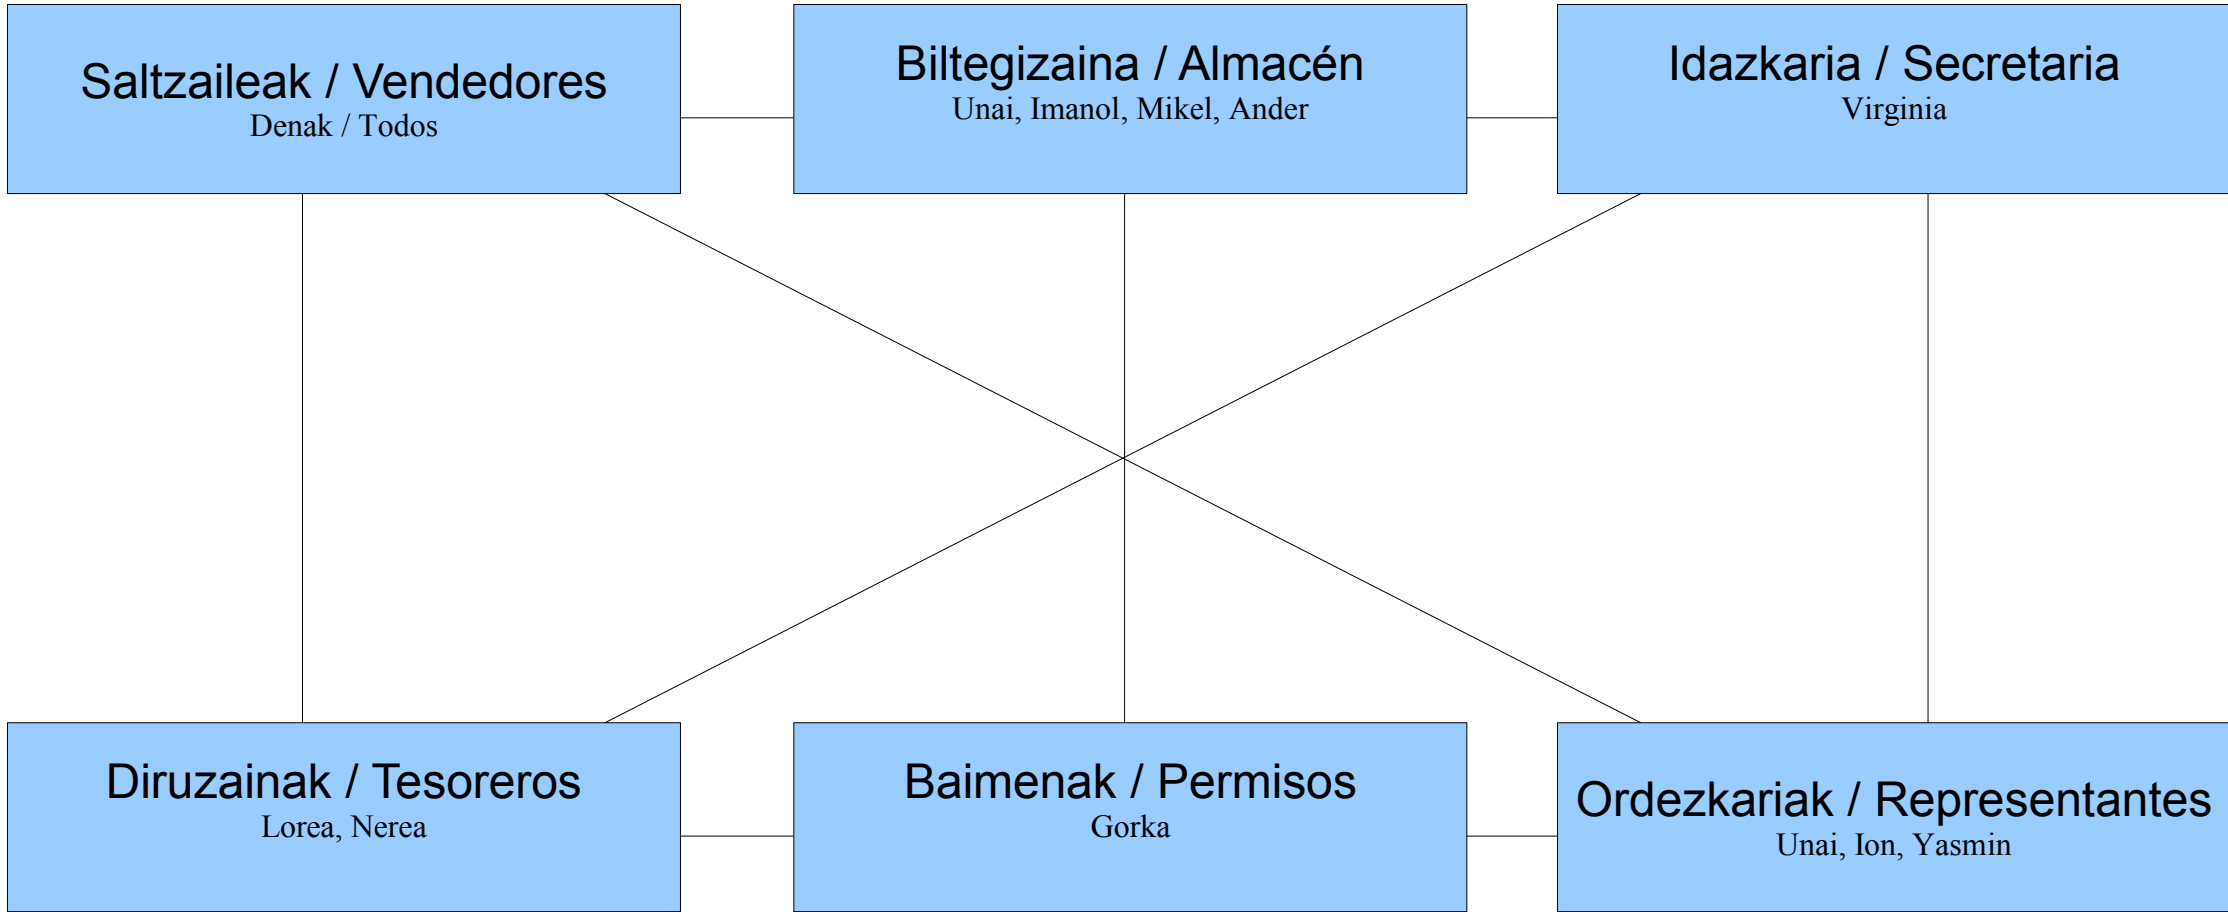 Saltzaileak / Vendedores
Denak / Todos
Biltegizaina / Almacén
Unai, Imanol, Mikel, Ander
Idazkaria / Secretaria
Virginia
Diruzainak / Tesoreros
Lorea, Nerea
Baimenak / Permisos
Gorka
Ordezkariak / Representantes
Unai, Ion, Yasmin